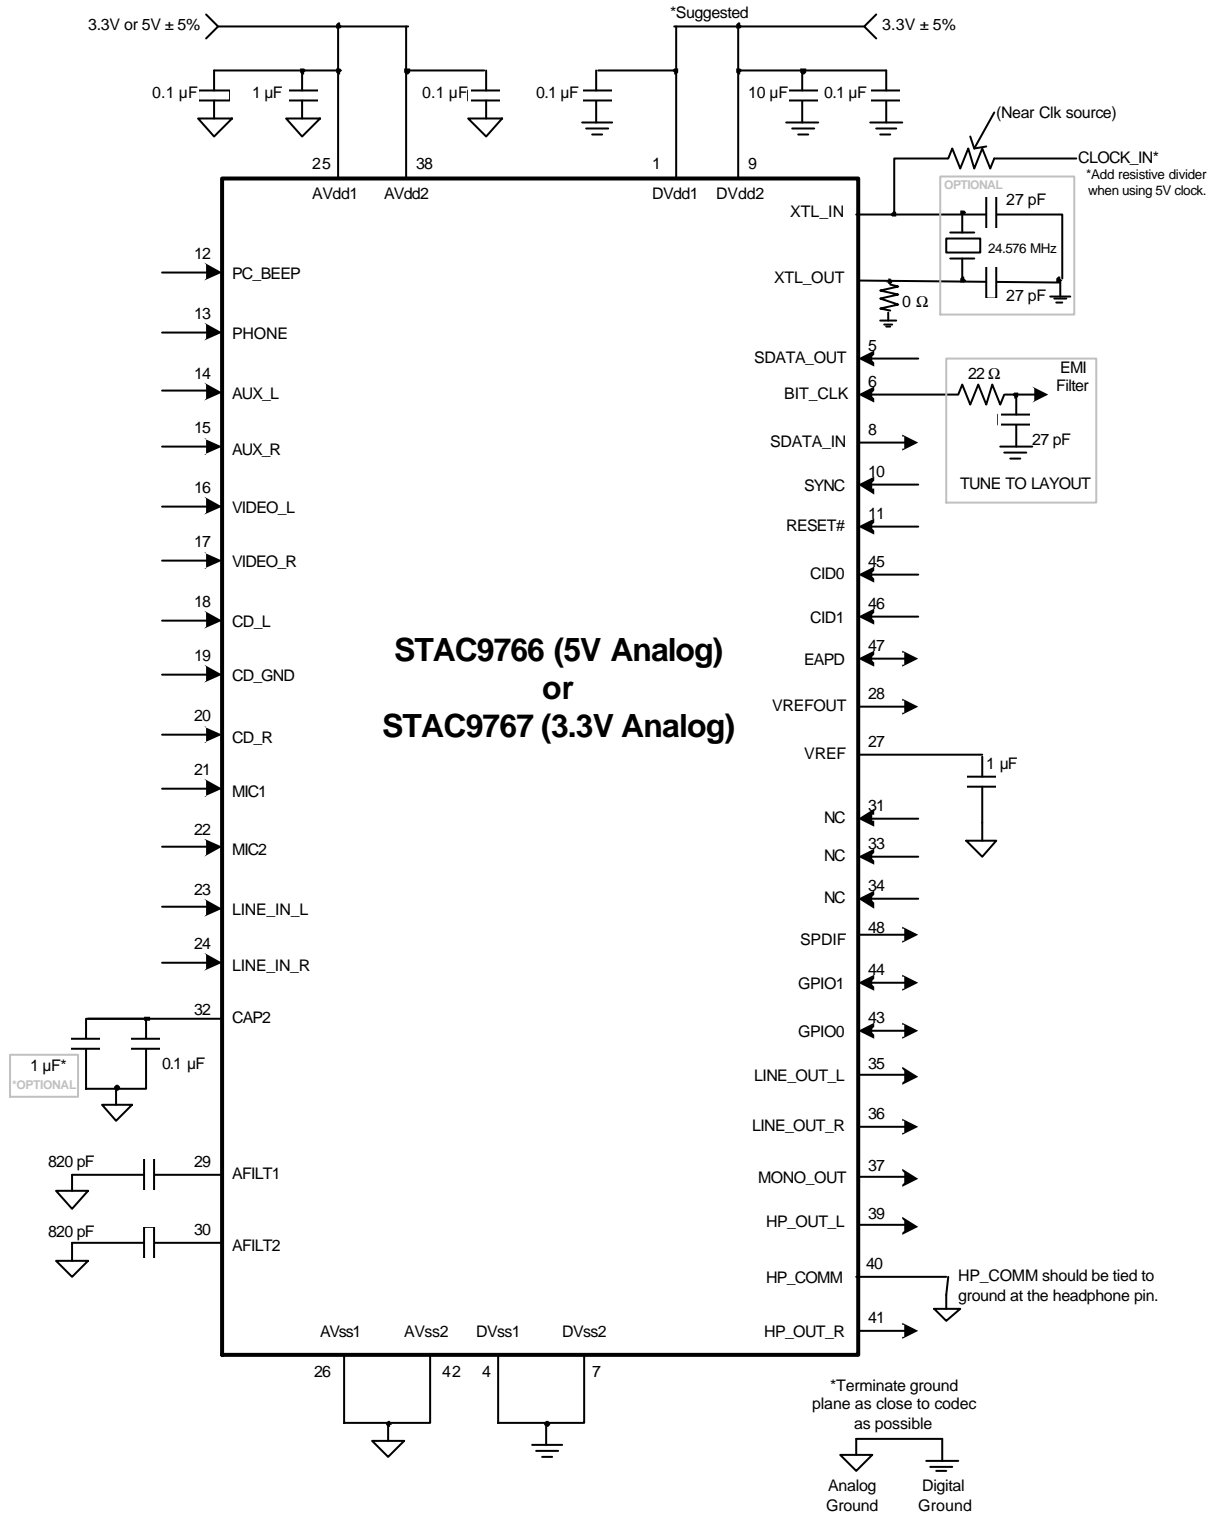 *Suggested
3.3V or 5V ± 5%
3.3V ± 5%
0.1 µF
1 µF
0.1 µF
0.1 µF
10 µF
0.1 µF
(Near Clk source)
CLOCK_IN*
*Add resistive divider
when using 5V clock.
25
38
1
9
AVdd1
AVdd2
DVdd1
DVdd2
OPTIONAL
27 pF
24.576 MHz
27 pF
XTL_IN
XTL_OUT
0 Ω
12
PC_BEEP
13
PHONE
14
AUX_L
15
AUX_R
16
VIDEO_L
17
VIDEO_R
18
CD_L
19
CD_GND
20
CD_R
21
MIC1
22
MIC2
23
LINE_IN_L
24
LINE_IN_R
32
CAP2
1 µF*
*OPTIONAL
0.1 µF
820 pF
29
AFILT1
820 pF
30
AFILT2
STAC9766 (5V Analog)
or
STAC9767 (3.3V Analog)
SDATA_OUT
5
BIT_CLK
6
22 Ω
EMI
Filter
27 pF
TUNE TO LAYOUT
SDATA_IN
8
SYNC
10
RESET#
11
CID0
45
CID1
46
EAPD
47
VREFOUT
28
VREF
27
1 µF
NC
31
NC
33
NC
34
SPDIF
48
GPIO1
44
GPIO0
43
LINE_OUT_L
35
LINE_OUT_R
36
MONO_OUT
37
HP_OUT_L
39
HP_COMM
40
HP_COMM should be tied to
ground at the headphone pin.
HP_OUT_R
41
AVss1
AVss2
DVss1
DVss2
26
42
4
7
*Terminate ground
plane as close to codec
as possible
Analog
Ground
Digital
Ground